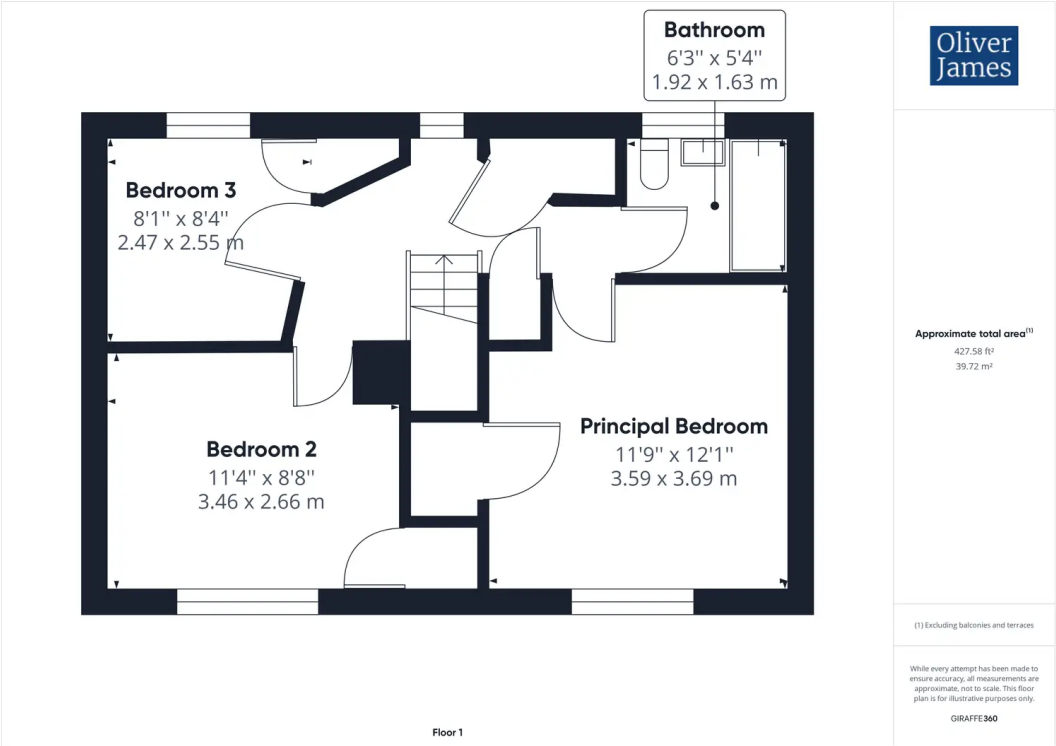 Bathroom
6'3" x 5'4"
1.92 x 1.63 m
Oliver
James
Bedroom 3
8'1" x 8'4"
2.47 x 2.55 m
Bedroom 2
11'4" x 8'8"
3.46 x 2.66 m
Principal Bedroom
11'9" x 12'1"
3.59 x 3.69 m
Floor 1
Approximate total area(1)
427.58 ft²
39.72 m²
(1) Excluding balconies and terraces
While every attempt has been made to
ensure accuracy, all measurements are
approximate, not to scale. This floor
plan is for illustrative purposes only.
GIRAFFE360